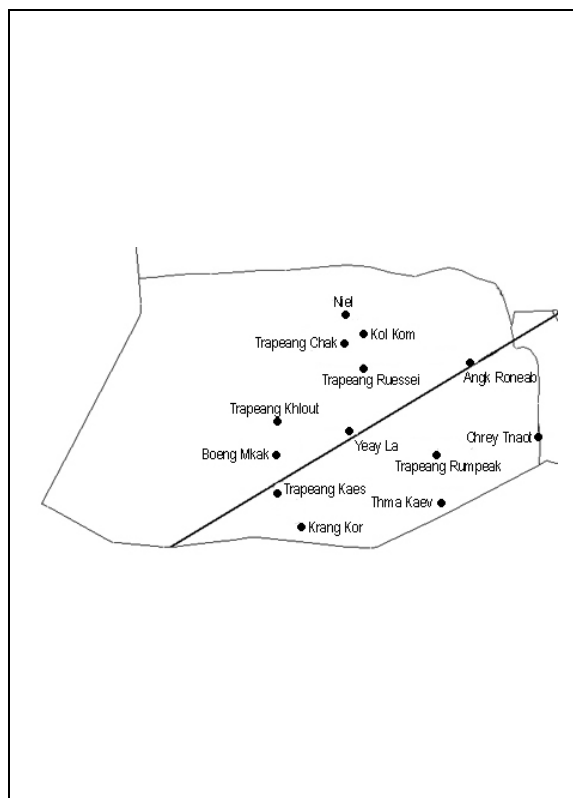 Niel
Kol Kom
Trapeang Chak
Trapeang Ruessei
Angk Roneab
Trapeang Khlout
Yeay La
Chrey Tnaot
Boeng Mkak
Trapeang Rumpeak
Trapeang Kaes
Thma Kaev
Krang Kor